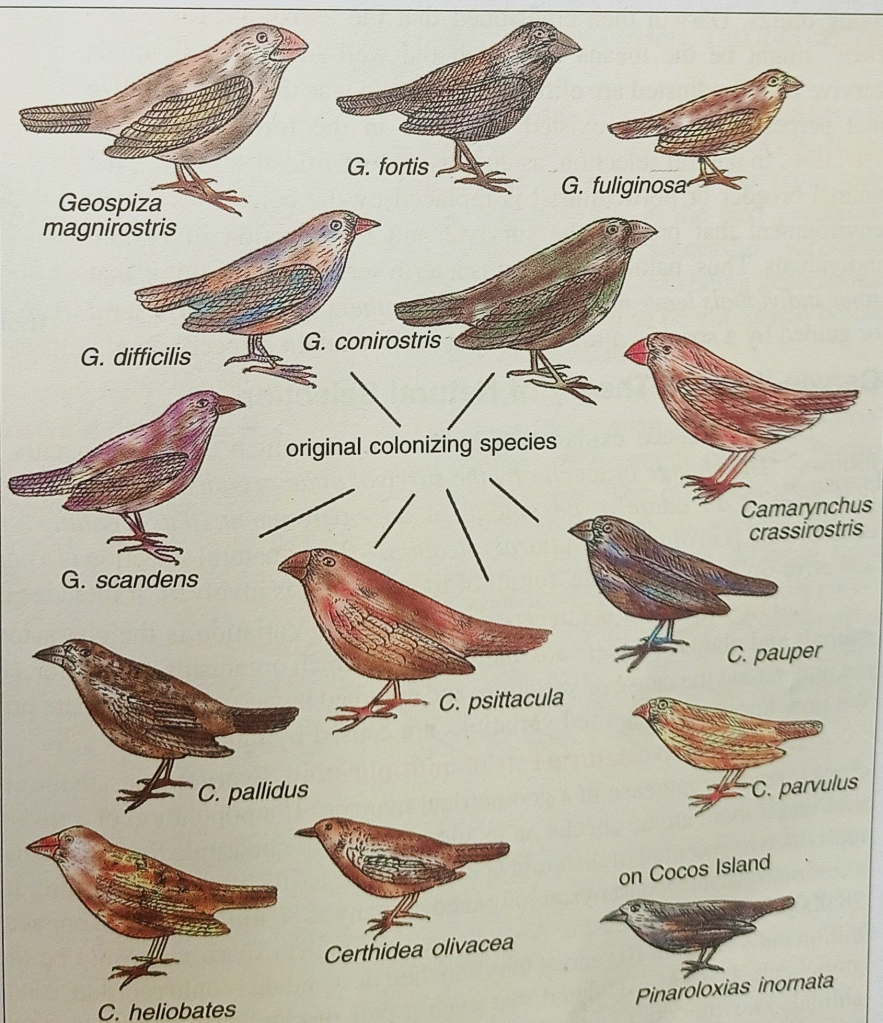 Geospiza
magnirostris
G. fortis
G. fuliginosa
G. difficilis
G. conirostris
original colonizing species
Camarynchus
crassirostris
G. scandens
C. pauper
C. psittacula
C. pallidus
C. parvulus
on Cocos Island
Certhidea olivacea
Pinaroloxias inornata
C. heliobates